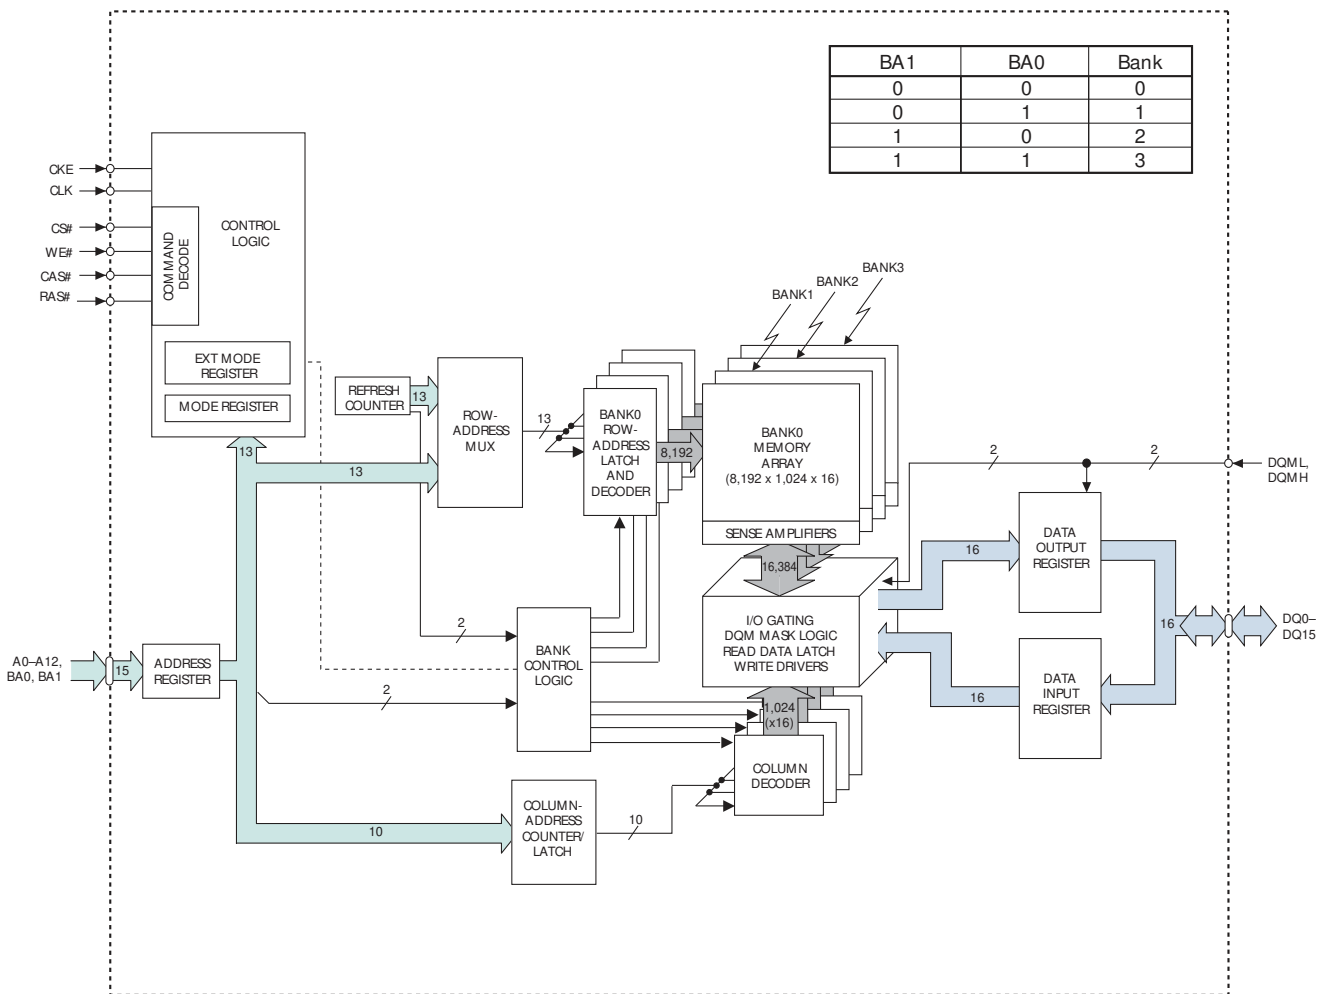 BA1 BA0 Bank
0 0 0
0 1 1
1 0 2
1 1 3
CKE
CLK
CS#
WE#
CAS#
RAS#
COMMAND
DECODE
CONTROL
LOGIC
EXT MODE
REGISTER
MODE REGISTER
BANK3
BANK2
BANK1
REFRESH
COUNTER
13
ROW-
ADDRESS
MUX
13
BANK0
ROW-
ADDRESS
LATCH
AND
DECODER
8,192
BANK0
MEMORY
ARRAY
(8,192 x 1,024 x 16)
SENSE AMPLIFIERS
13
13
2
2
DQML,
DQMH
DATA
OUTPUT
REGISTER
16
16,384
I/O GATING
DQM MASK LOGIC
READ DATA LATCH
WRITE DRIVERS
16
DQ0–
DQ15
DATA
INPUT
REGISTER
16
A0–A12,
BA0, BA1
15
ADDRESS
REGISTER
2
2
BANK
CONTROL
LOGIC
1,024
(x16)
COLUMN
DECODER
10
COLUMN-
ADDRESS
COUNTER/
LATCH
10